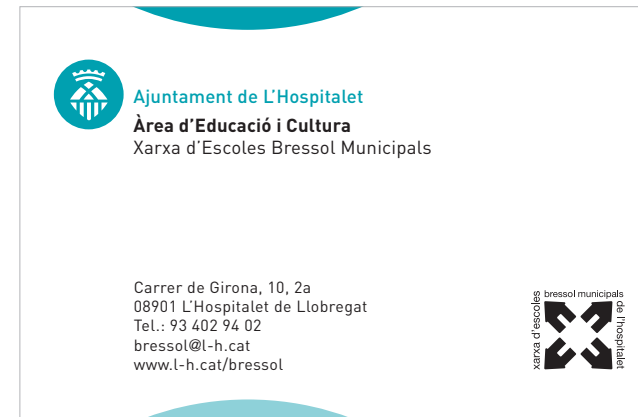 Ajuntament de L’Hospitalet
Àrea d’Educació i Cultura
Xarxa d’Escoles Bressol Municipals
Carrer de Girona, 10, 2a
08901 L’Hospitalet de Llobregat
Tel.: 93 402 94 02
bressol@l-h.cat
www.l-h.cat/bressol
xarxa d’escoles
bressol municipals
de l’hospitalet